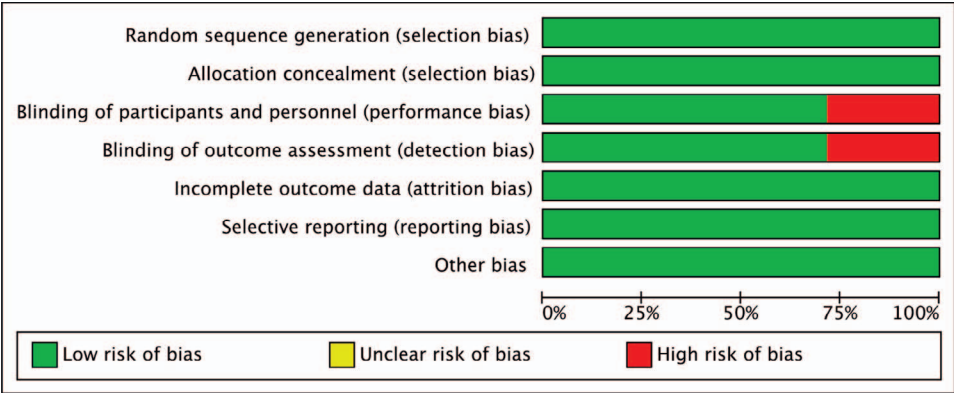 Random sequence generation (selection bias)
Allocation concealment (selection bias)
Blinding of participants and personnel (performance bias)
Blinding of outcome assessment (detection bias)
Incomplete outcome data (attrition bias)
Selective reporting (reporting bias)
Other bias
0% 25% 50% 75% 100%
Low risk of bias Unclear risk of bias High risk of bias